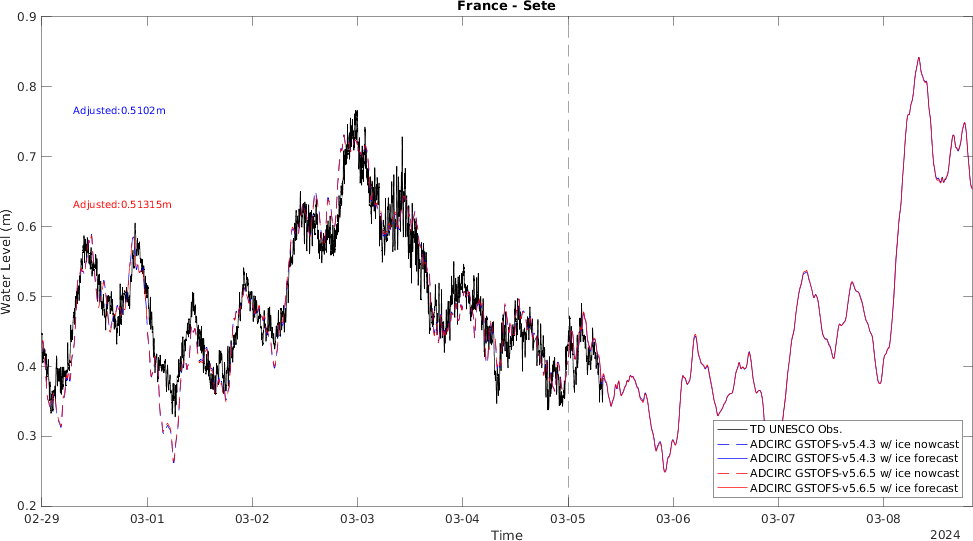 France - Sete
0.9
0.8
0.7
0.6
0.5
0.4
0.3
0.2
Water Level (m)
Adjusted:0.5102m
Adjusted:0.51315m
TD UNESCO Obs.
ADCIRC GSTOFS-v5.4.3 w/ ice nowcast
ADCIRC GSTOFS-v5.4.3 w/ ice forecast
ADCIRC GSTOFS-v5.6.5 w/ ice nowcast
ADCIRC GSTOFS-v5.6.5 w/ ice forecast
02-29 03-01 03-02 03-03 03-04 03-05 03-06 03-07 03-08
Time
2024